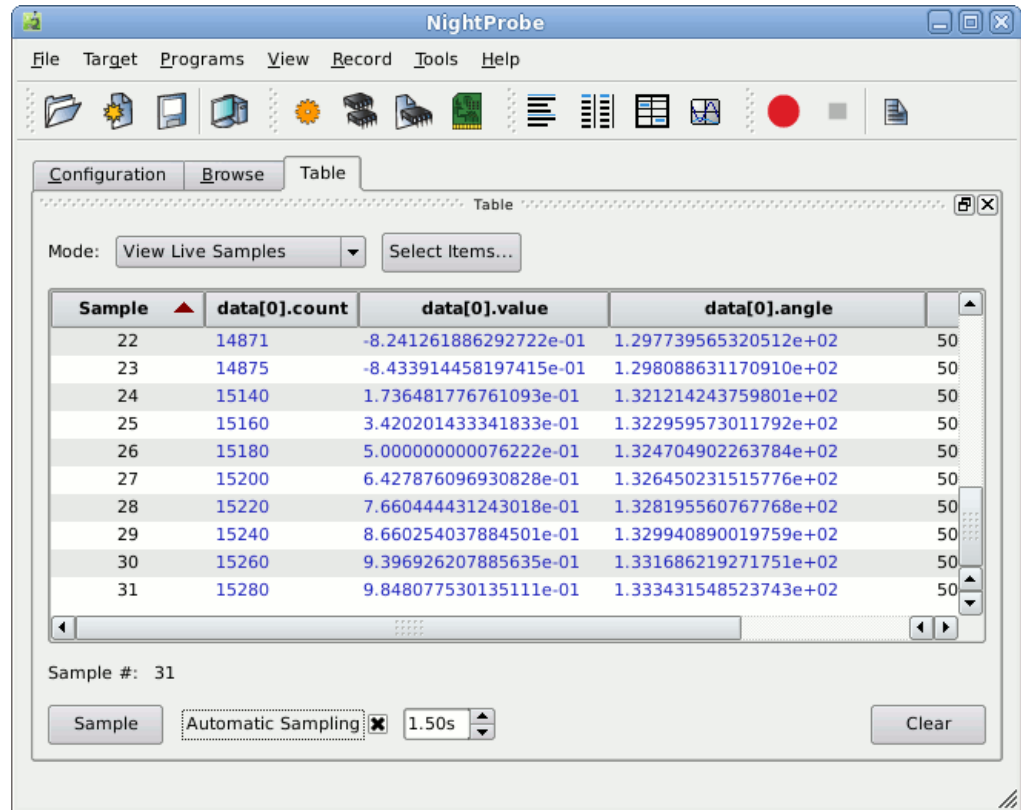 NightProbe
File Target Programs View Record Tools Help
Configuration Browse Table
Table
Mode: View Live Samples Select Items...
Sample data[0].count data[0].value data[0].angle
22 14871 -8.241261886292722e-01 1.297739565320512e+02 50
23 14875 -8.433914458197415e-01 1.298088631170910e+02 50
24 15140 1.736481776761093e-01 1.321214243759801e+02 50
25 15160 3.420201433341833e-01 1.322959573011792e+02 50
26 15180 5.000000000076222e-01 1.324704902263784e+02 50
27 15200 6.427876096930828e-01 1.326450231515776e+02 50
28 15220 7.660444431243018e-01 1.328195560767768e+02 50
29 15240 8.660254037884501e-01 1.329940890019759e+02 50
30 15260 9.396926207885635e-01 1.331686219271751e+02 50
31 15280 9.848077530135111e-01 1.333431548523743e+02 50
Sample #: 31
Sample Automatic Sampling 1.50s Clear